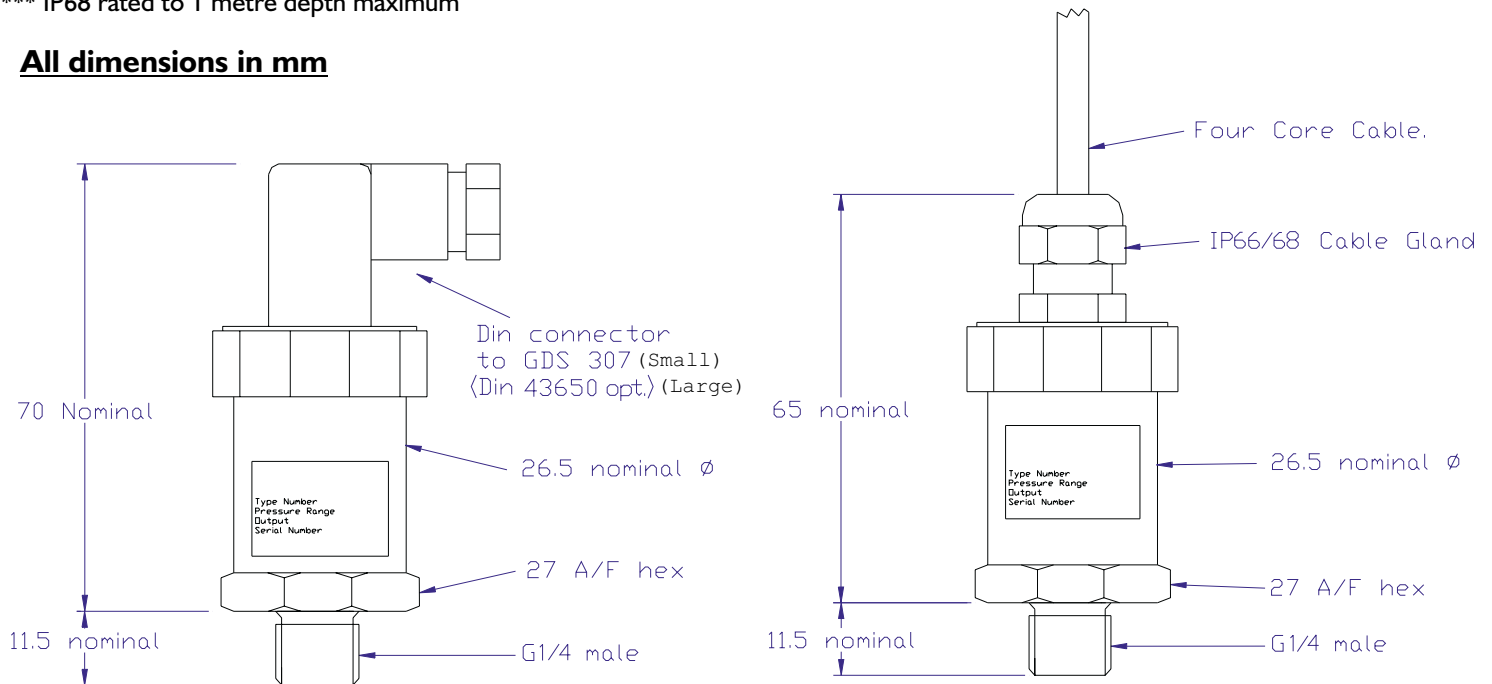 *** IP68 rated to 1 metre depth maximum
All dimensions in mm
Din connector
to GDS 307 (Small)
〈Din 43650 opt.〉 (Large)
70 Nominal
26.5 nominal Ø
Type Number
Pressure Range
Output
Serial Number
27 A/F hex
11.5 nominal
G1/4 male
Four Core Cable.
IP66/68 Cable Gland
65 nominal
26.5 nominal Ø
Type Number
Pressure Range
Output
Serial Number
27 A/F hex
11.5 nominal
G1/4 male